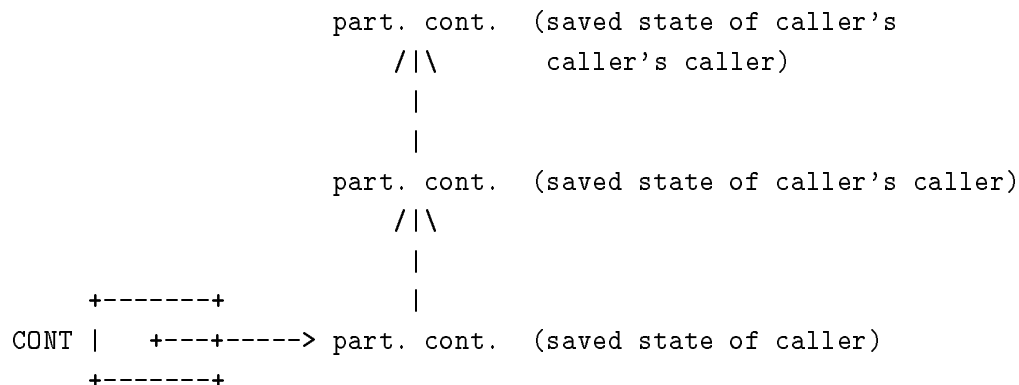 part. cont.  (saved state of caller's
    /|\       caller's caller)
     |
     |
part. cont.  (saved state of caller's caller)
    /|\
     |
+-------+            |
CONT |   +---+-----> part. cont.  (saved state of caller)
+-------+